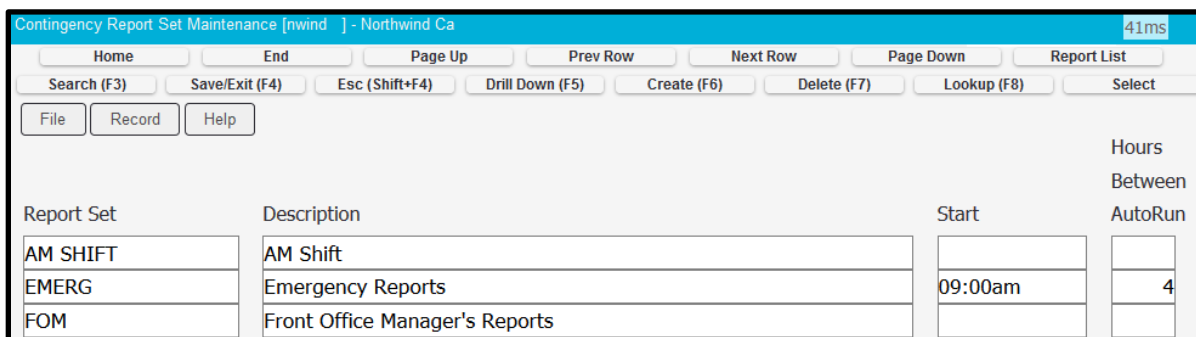 Contingency Report Set Maintenance [nwind   ] - Northwind Ca 41ms
Home End Page Up Prev Row Next Row Page Down Report List
Search (F3) Save/Exit (F4) Esc (Shift+F4) Drill Down (F5) Create (F6) Delete (F7) Lookup (F8) Select
File Record Help
Hours
Between
Report Set Description Start AutoRun
AM SHIFT AM Shift
EMERG Emergency Reports 09:00am 4
FOM Front Office Manager's Reports